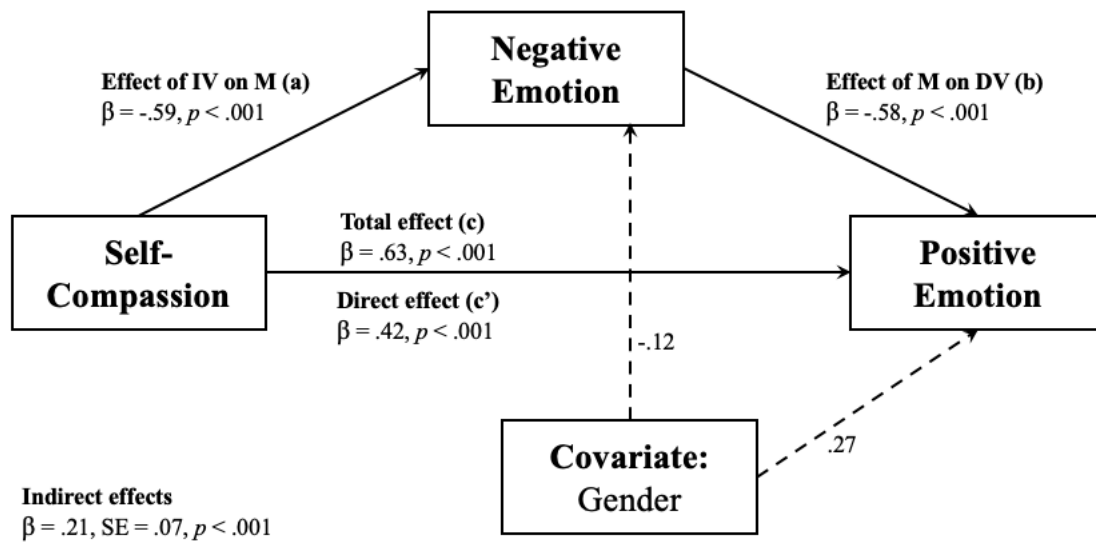 Negative
Emotion
Effect of IV on M (a)
β = -.59, p < .001
Effect of M on DV (b)
β = -.58, p < .001
Self-
Compassion
Total effect (c)
β = .63, p < .001
Direct effect (c’)
β = .42, p < .001
Positive
Emotion
-.12
.27
Covariate:
Gender
Indirect effects
β = .21, SE = .07, p < .001